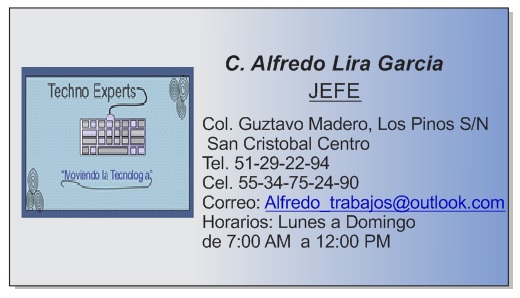 Techno Experts
"Moviendo la Tecnologia"
C. Alfredo Lira Garcia
JEFE
Col. Guztavo Madero, Los Pinos S/N
San Cristobal Centro
Tel. 51-29-22-94
Cel. 55-34-75-24-90
Correo: Alfredo_trabajos@outlook.com
Horarios: Lunes a Domingo
de 7:00 AM a 12:00 PM